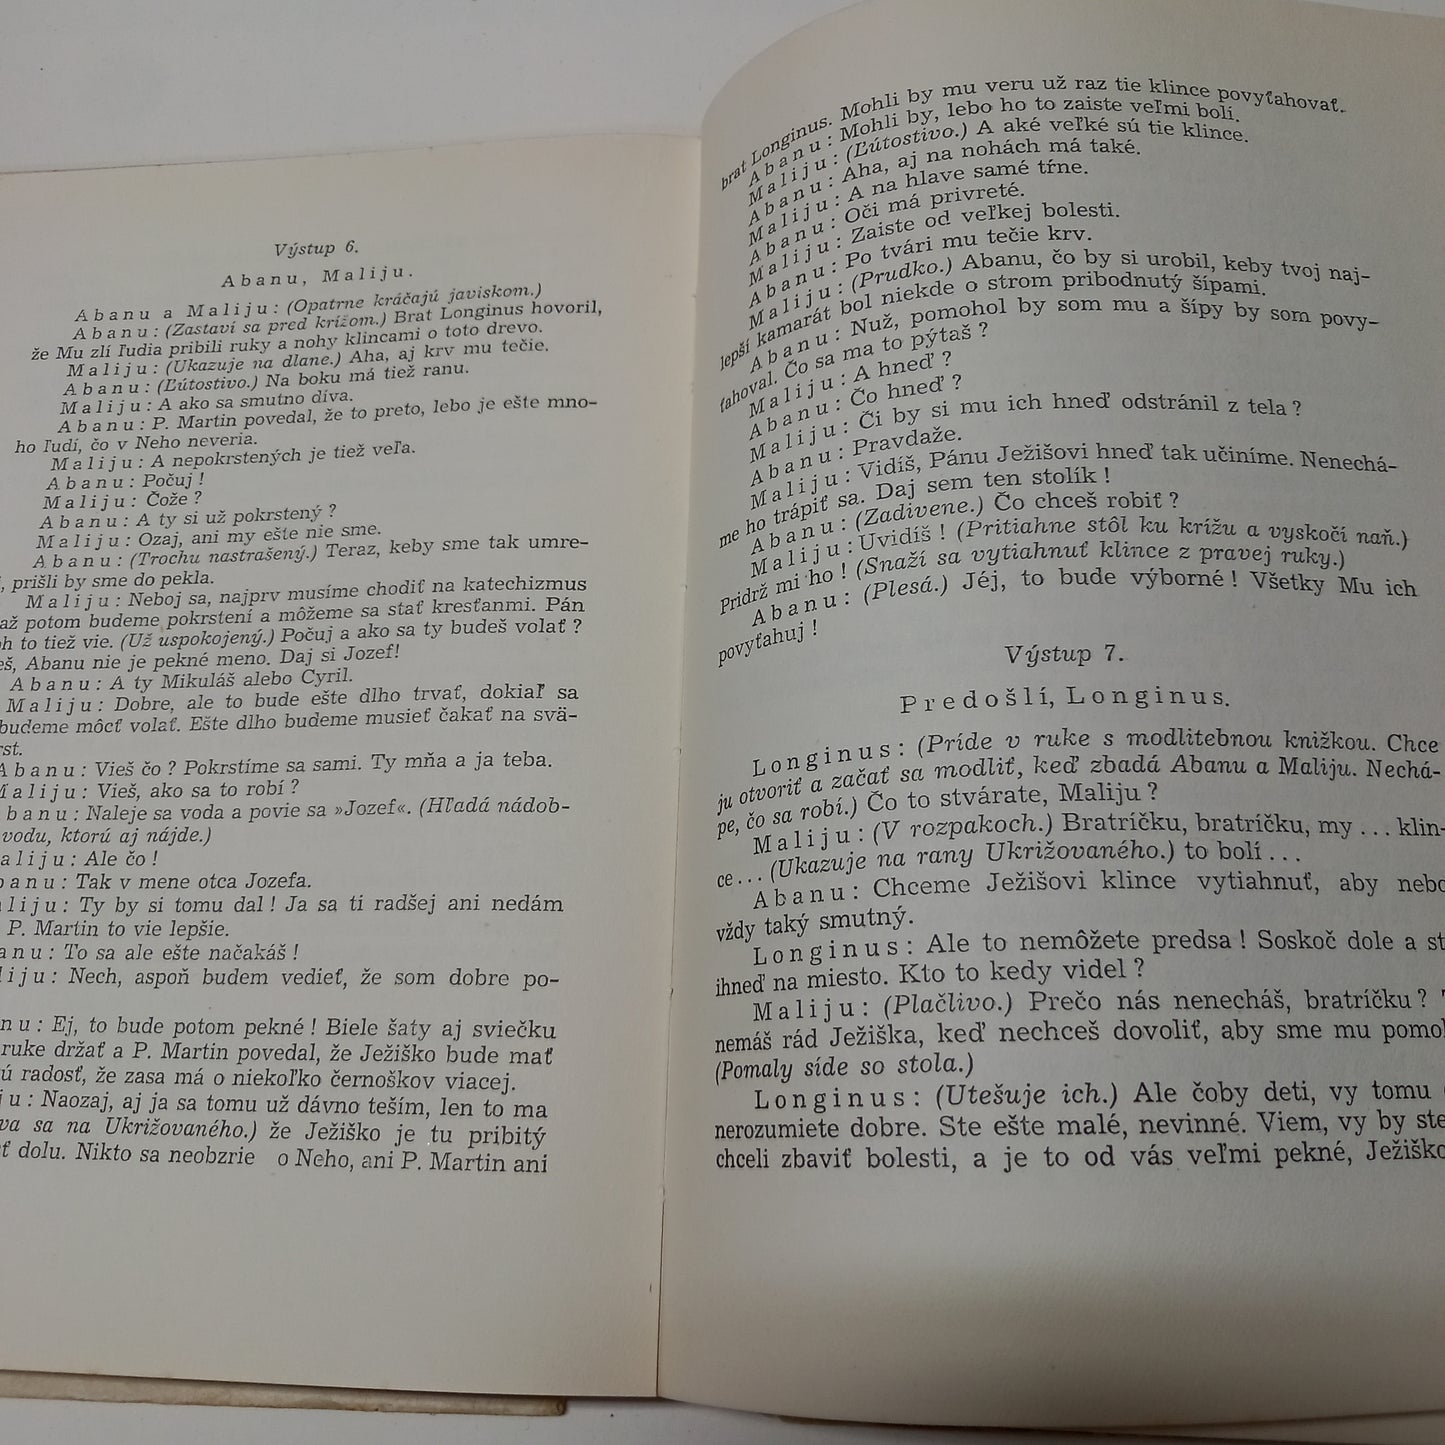 Výstup 6.
Abanu, Maliju.
Abanu a Maliju: (Opatrne kráčajú javiskom.)
Abanu: (Zastaví sa pred krížom.) Brat Longinus hovoril,
že Mu zlí ľudia pribili ruky a nohy klincami o toto drevo.
Maliju: (Ukazuje na dlane.) Aha, aj krv mu tečie.
Abanu: (Ľútostivo.) Na boku má tiež ranu.
Maliju: A ako sa smutno díva.
Abanu: P. Martin povedal, že to preto, lebo je ešte mno-
ho ľudí, čo v Neho neveria.
Maliju: A nepokrstených je tiež veľa.
Abanu: Počuj!
Maliju: Čože?
Abanu: A ty si už pokrstený?
Maliju: Ozaj, ani my ešte nie sme.
Abanu: (Trochu nastrašený.) Teraz, keby sme tak umre-
, prišli by sme do pekla.
Maliju: Neboj sa, najprv musíme chodiť na katechizmus
až potom budeme pokrstení a môžeme sa stať kresťanmi. Pán
oh to tiež vie. (Už uspokojený.) Počuj a ako sa ty budeš volať?
eš, Abanu nie je pekné meno. Daj si Jozef!
Abanu: A ty Mikuláš alebo Cyril.
Maliju: Dobre, ale to bude ešte dlho trvať, dokiaľ sa
budeme môcť volať. Ešte dlho budeme musieť čakať na svä-
rst.
Abanu: Vieš čo? Pokrstíme sa sami. Ty mňa a ja teba.
Maliju: Vieš, ako sa to robí?
banu: Naleje sa voda a povie sa »Jozef«. (Hľadá nádob-
vodu, ktorú aj nájde.)
aliju: Ale čo!
banu: Tak v mene otca Jozefa.
aliju: Ty by si tomu dal! Ja sa ti radšej ani nedám
P. Martin to vie lepšie.
anu: To sa ale ešte načakáš!
liju: Nech, aspoň budem vedieť, že som dobre po-
nu: Ej, to bude potom pekné! Biele šaty aj sviečku
ruke držať a P. Martin povedal, že Ježiško bude mať
ú radosť, že zasa má o niekoľko černoškov viacej.
ju: Naozaj, aj ja sa tomu už dávno teším, len to ma
va sa na Ukrižovaného.) že Ježiško je tu pribitý
ť dolu. Nikto sa neobzrie o Neho, ani P. Martin ani
brat Longinus. Mohli by mu veru už raz tie klince povyťahovať.
Abanu: Mohli by, lebo ho to zaiste veľmi bolí.
Maliju: (Ľútostivo.) A aké veľké sú tie klince.
Abanu: Aha, aj na nohách má také.
Maliju: A na hlave samé tŕne.
Abanu: Oči má privreté.
Maliju: Zaiste od veľkej bolesti.
Abanu: Po tvári mu tečie krv.
Maliju: (Prudko.) Abanu, čo by si urobil, keby tvoj naj-
lepší kamarát bol niekde o strom pribodnutý šípami.
Abanu: Nuž, pomohol by som mu a šípy by som povy-
ťahoval. Čo sa ma to pýtaš?
Maliju: A hneď?
Abanu: Čo hneď?
Maliju: Či by si mu ich hneď odstránil z tela?
Abanu: Pravdaže.
Maliju: Vidíš, Pánu Ježišovi hneď tak učiníme. Nenechá-
me ho trápiť sa. Daj sem ten stolík!
Abanu: (Zadivene.) Čo chceš robiť?
Maliju: Uvidíš! (Pritiahne stôl ku krížu a vyskočí naň.)
Pridrž mi ho! (Snaží sa vytiahnuť klince z pravej ruky.)
Abanu: (Plesá.) Jéj, to bude výborné! Všetky Mu ich
povyťahuj!
Výstup 7.
Predošlí, Longinus.
Longinus: (Príde v ruke s modlitebnou knižkou. Chce
ju otvoriť a začať sa modliť, keď zbadá Abanu a Maliju. Nechá-
pe, čo sa robí.) Čo to stvárate, Maliju?
Maliju: (V rozpakoch.) Bratríčku, bratríčku, my ... klin-
ce ... (Ukazuje na rany Ukrižovaného.) to bolí ...
Abanu: Chceme Ježišovi klince vytiahnuť, aby nebo
vždy taký smutný.
Longinus: Ale to nemôžete predsa! Soskoč dole a st
ihneď na miesto. Kto to kedy videl?
Maliju: (Plačlivo.) Prečo nás nenecháš, bratríčku?
nemáš rád Ježiška, keď nechceš dovoliť, aby sme mu pomoh
(Pomaly síde so stola.)
Longinus: (Utešuje ich.) Ale čoby deti, vy tomu
nerozumiete dobre. Ste ešte malé, nevinné. Viem, vy by ste
chceli zbaviť bolesti, a je to od vás veľmi pekné, Ježiško